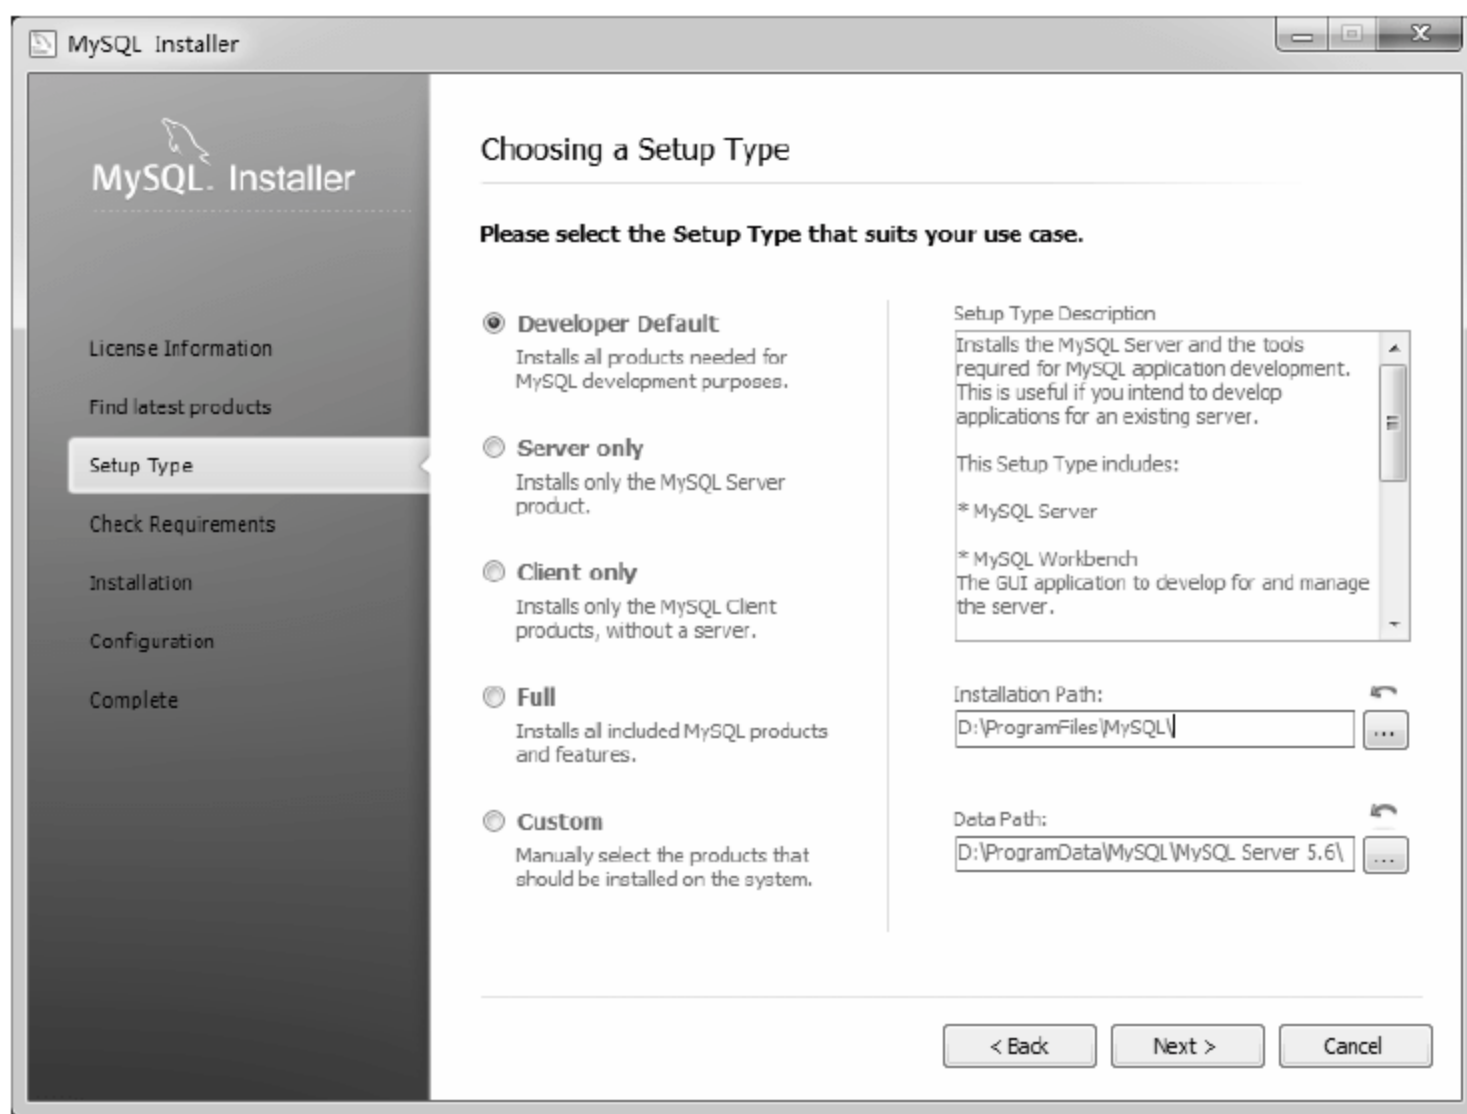 MySQL Installer
MySQL. Installer
License Information
Find latest products
Setup Type
Check Requirements
Installation
Configuration
Complete
Choosing a Setup Type
Please select the Setup Type that suits your use case.
Developer Default
Installs all products needed for
MySQL development purposes.
Server only
Installs only the MySQL Server
product.
Client only
Installs only the MySQL Client
products, without a server.
Full
Installs all included MySQL products
and features.
Custom
Manually select the products that
should be installed on the system.
Setup Type Description
Installs the MySQL Server and the tools
required for MySQL application development.
This is useful if you intend to develop
applications for an existing server.
This Setup Type includes:
* MySQL Server
* MySQL Workbench
The GUI application to develop for and manage
the server.
Installation Path:
D:\ProgramFiles\MySQL\
...
Data Path:
D:\ProgramData\MySQL\MySQL Server 5.6\
...
< Back
Next >
Cancel